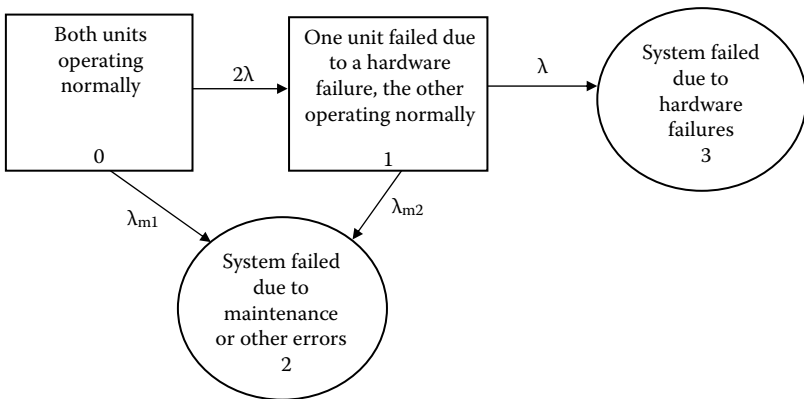 Both units
operating
normally
0
2λ
One unit failed due
to a hardware
failure, the other
operating normally
1
λ
System failed
due to
hardware
failures
3
λm1
λm2
System failed
due to
maintenance
or other errors
2